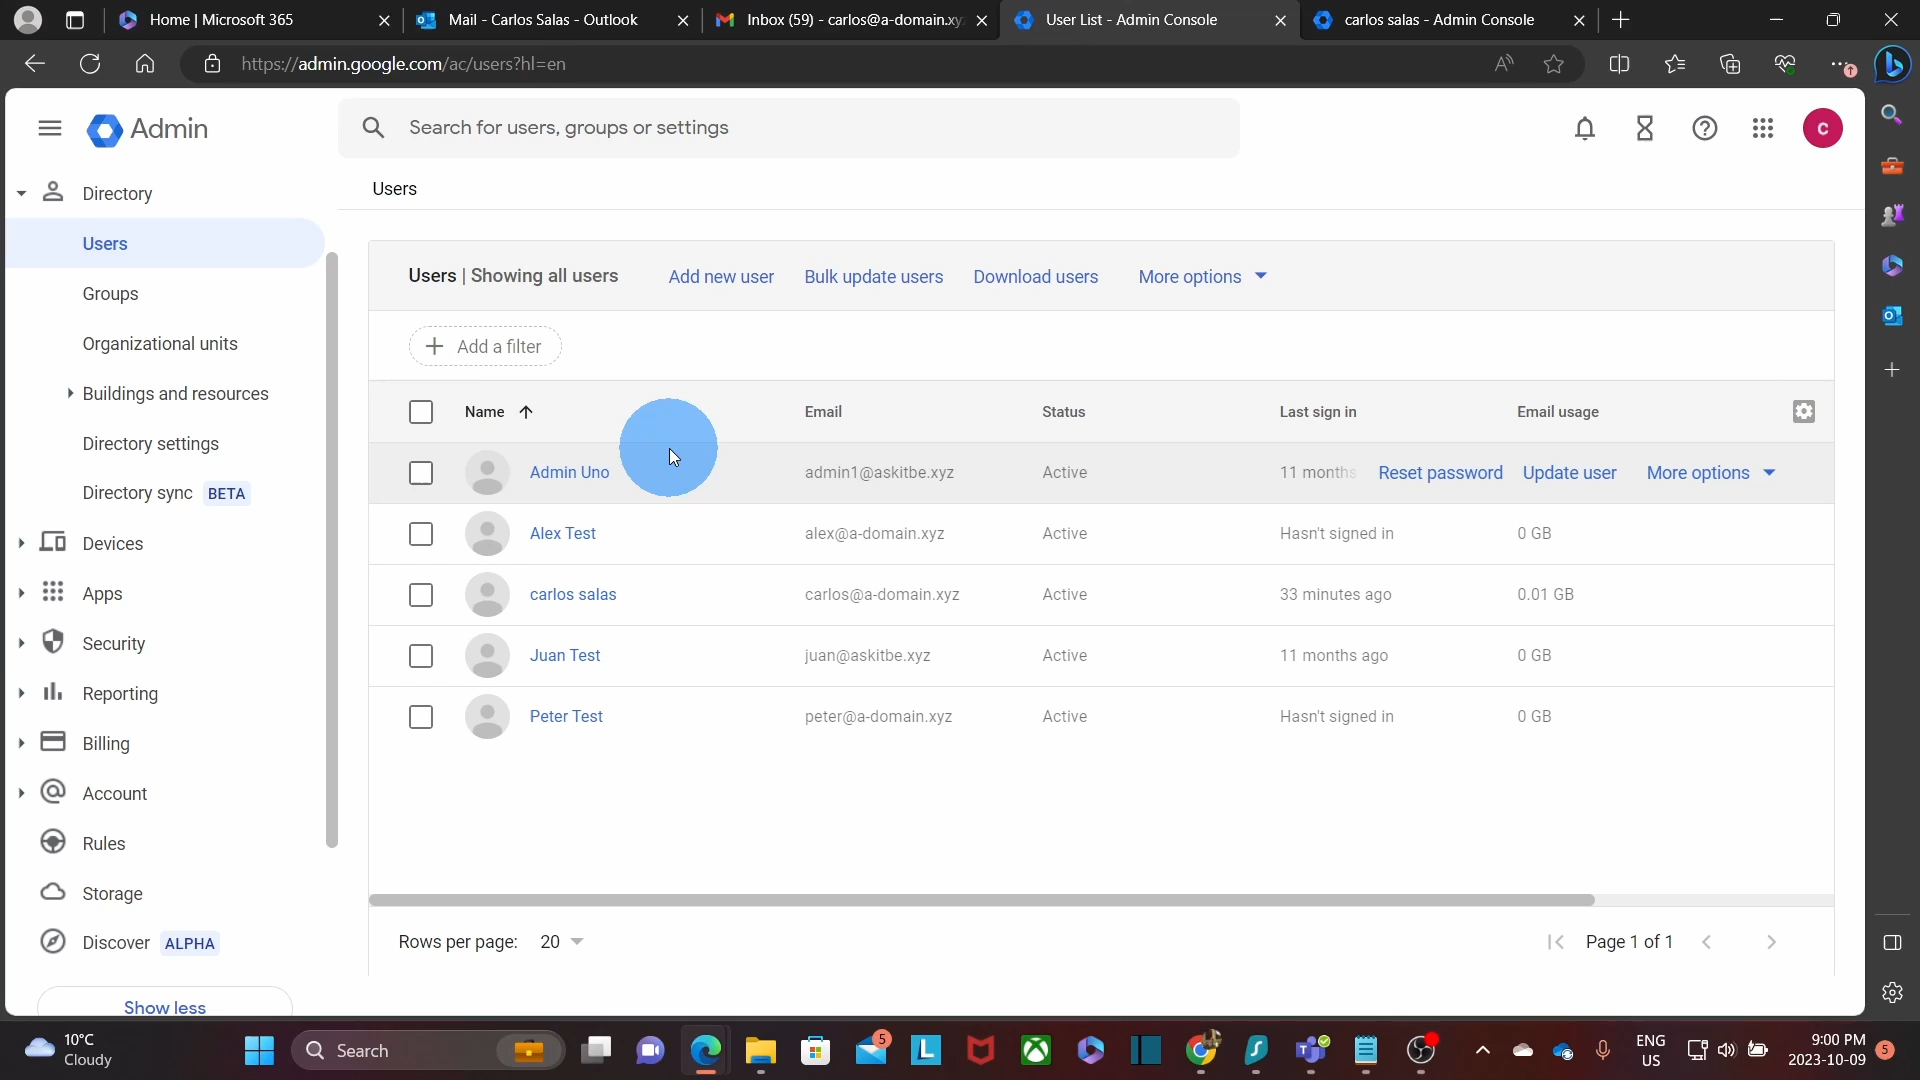 Home | Microsoft 365
Mail - Carlos Salas - Outlook
Inbox (59) - carlos@a-domain.xy
User List - Admin Console
carlos salas - Admin Console
https://admin.google.com/ac/users?hl=en
Admin
Search for users, groups or settings
C
Directory
Users
Groups
Organizational units
Buildings and resources
Directory settings
Directory sync BETA
Devices
Apps
Security
Reporting
Billing
Account
Rules
Storage
Discover ALPHA
Show less
Users
Users | Showing all users
Add new user
Bulk update users
Download users
More options
Add a filter
Name Email Status Last sign in Email usage
Admin Uno admin1@askitbe.xyz Active 11 months Reset password Update user More options
Alex Test alex@a-domain.xyz Active Hasn't signed in 0 GB
carlos salas carlos@a-domain.xyz Active 33 minutes ago 0.01 GB
Juan Test juan@askitbe.xyz Active 11 months ago 0 GB
Peter Test peter@a-domain.xyz Active Hasn't signed in 0 GB
Rows per page: 20
Page 1 of 1
10°C
Cloudy
Search
5
L
ENG
US
9:00 PM
2023-10-09
5